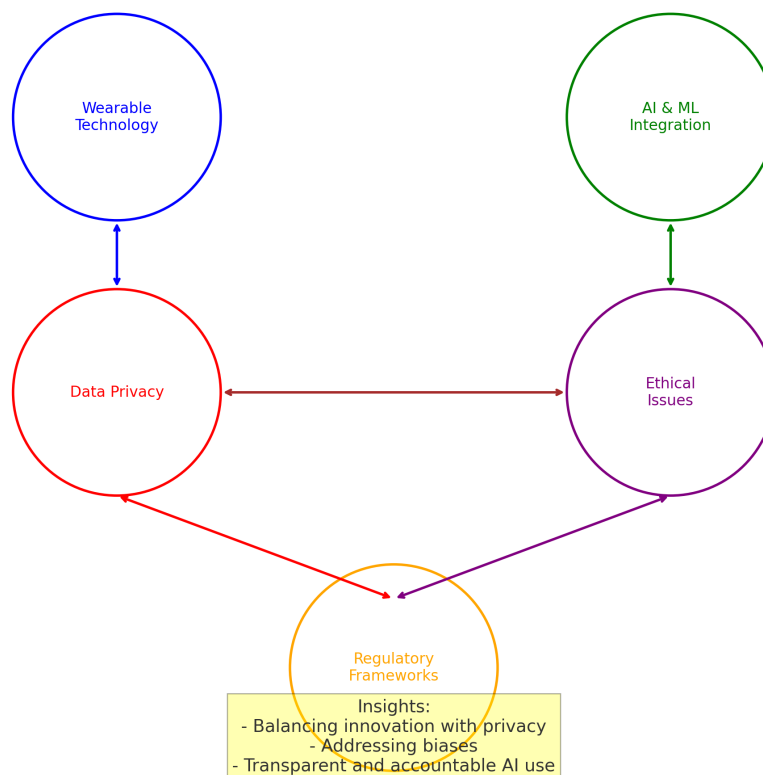 Wearable
Technology
AI & ML
Integration
Data Privacy
Ethical
Issues
Regulatory
Frameworks
Insights:
- Balancing innovation with privacy
- Addressing biases
- Transparent and accountable AI use